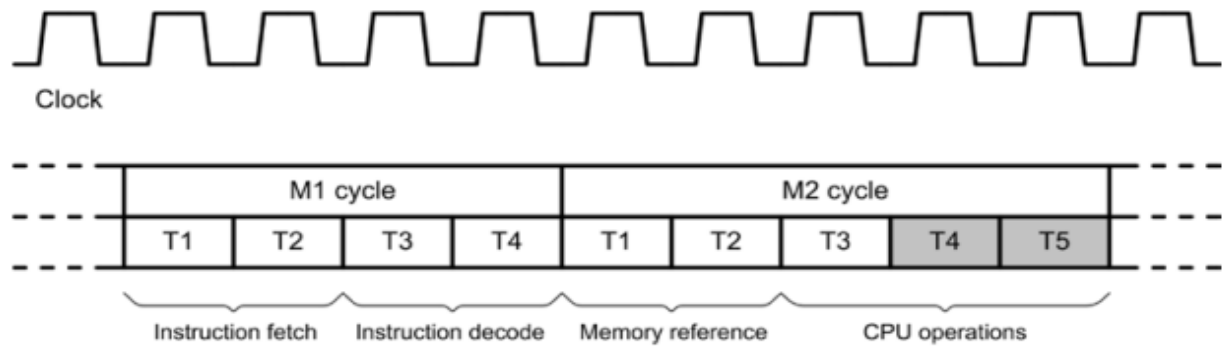 Clock
M1 cycle M2 cycle
T1 T2 T3 T4 T1 T2 T3 T4 T5
Instruction fetch Instruction decode Memory reference CPU operations